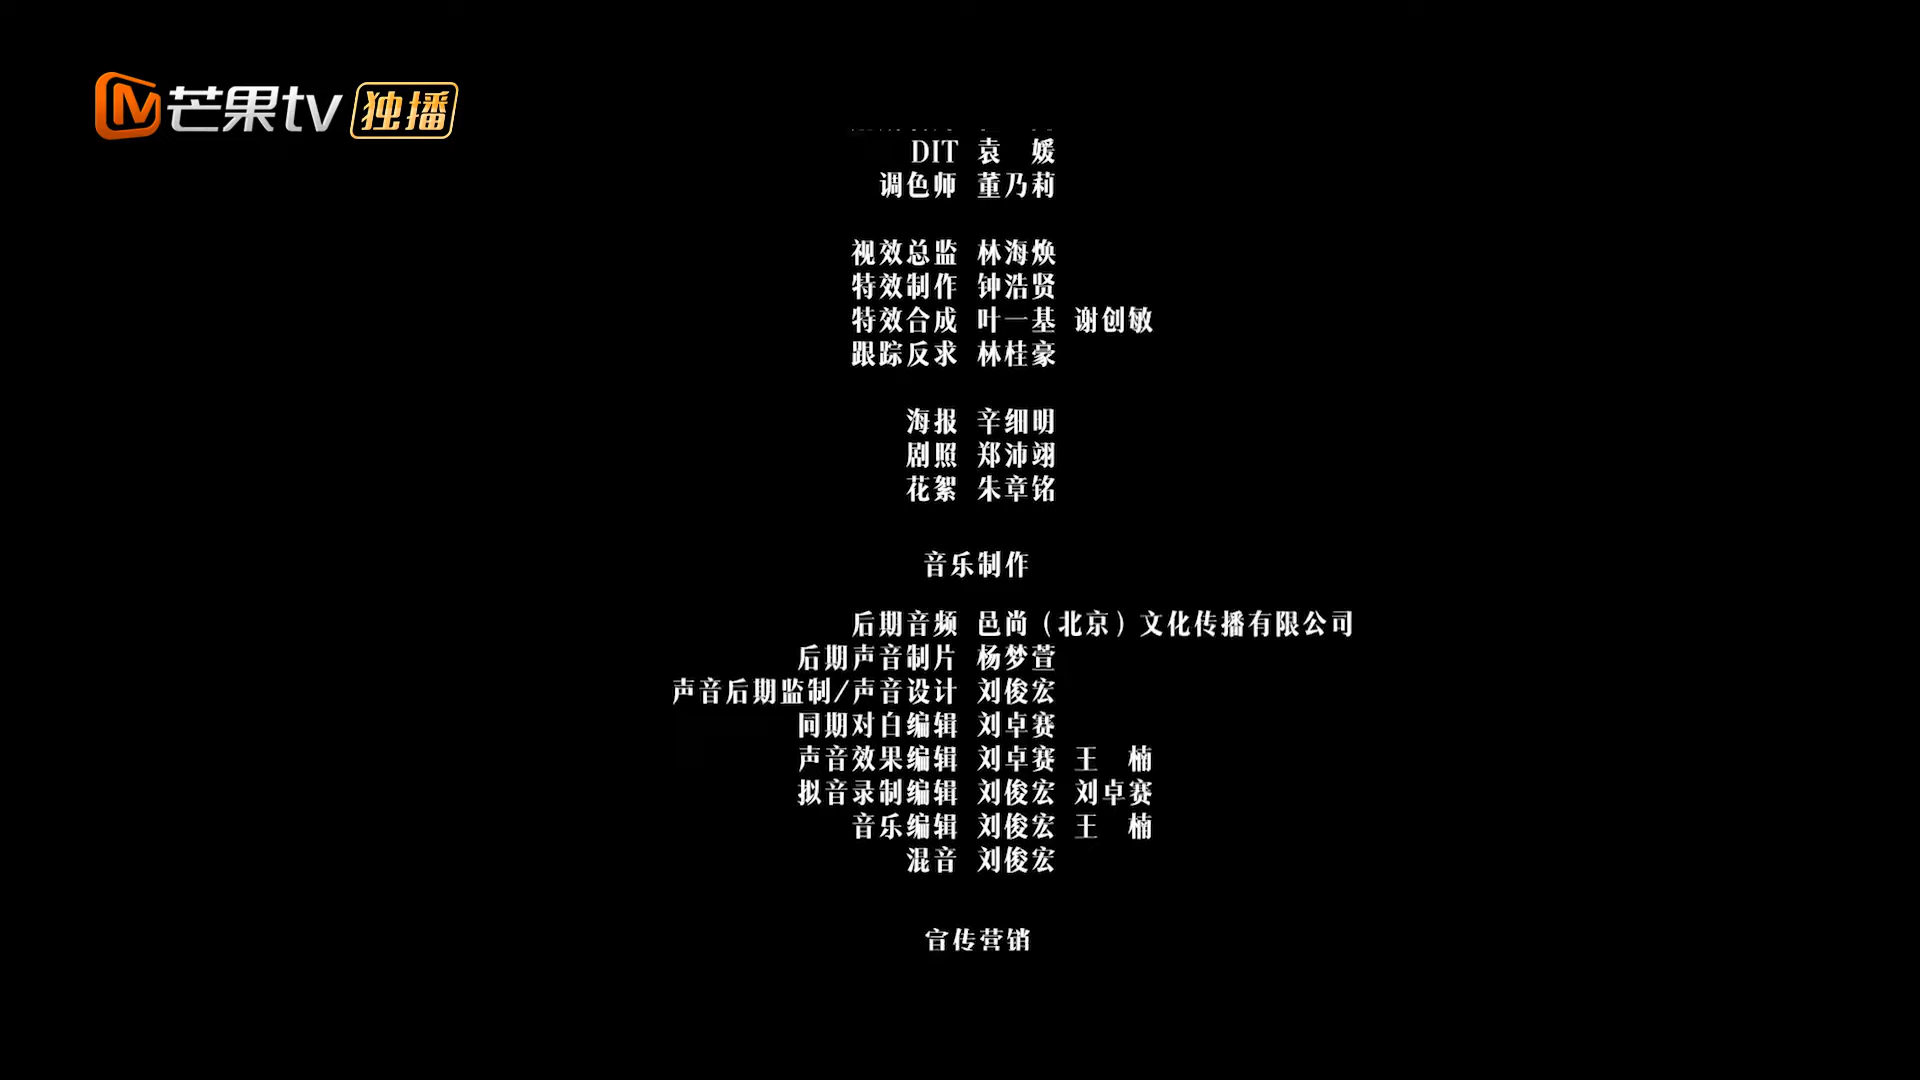 芒果tv 独播
DIT 袁 媛
调色师 董乃莉
视效总监 林海焕
特效制作 钟浩贤
特效合成 叶一基 谢创敏
跟踪反求 林桂豪
海报 辛细明
剧照 郑沛翊
花絮 朱章铭
音乐制作
后期音频 邑尚（北京）文化传播有限公司
后期声音制片 杨梦萱
声音后期监制/声音设计 刘俊宏
同期对白编辑 刘卓赛
声音效果编辑 刘卓赛 王 楠
拟音录制编辑 刘俊宏 刘卓赛
音乐编辑 刘俊宏 王 楠
混音 刘俊宏
宣传营销